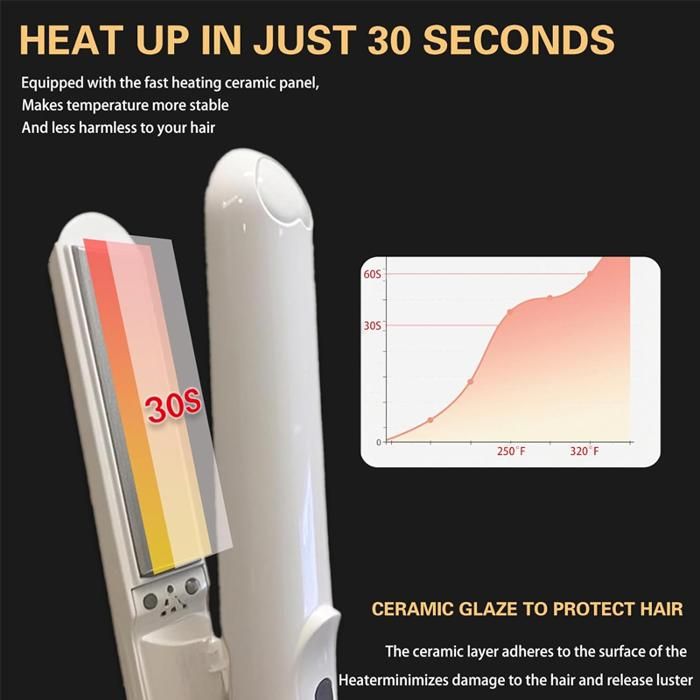 HEAT UP IN JUST 30 SECONDS
Equipped with the fast heating ceramic panel,
Makes temperature more stable
And less harmless to your hair
30S
60S
30S
0
250°F
320°F
CERAMIC GLAZE TO PROTECT HAIR
The ceramic layer adheres to the surface of the
Heaterminimizes damage to the hair and release luster